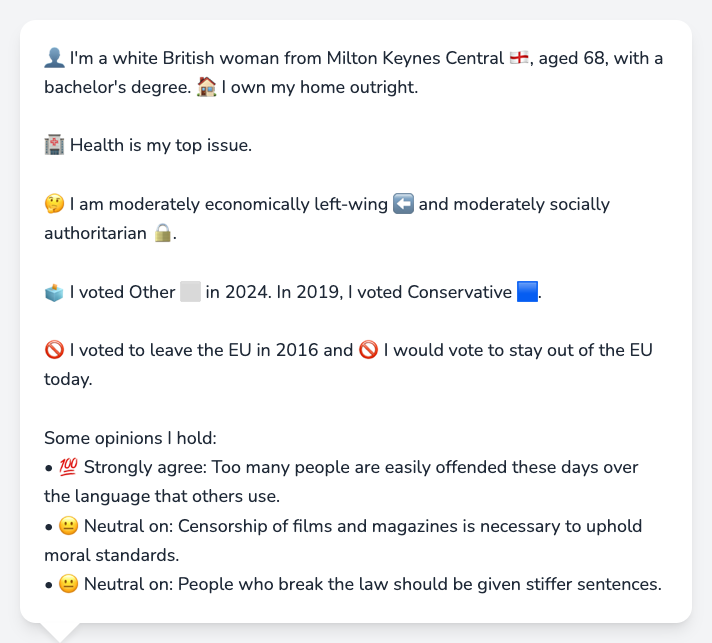 👤 I'm a white British woman from Milton Keynes Central 🏴󠁧󠁢󠁥󠁮󠁧󠁿, aged 68, with a
bachelor's degree. 🏠 I own my home outright.
🏥 Health is my top issue.
🤔 I am moderately economically left-wing ⬅️ and moderately socially
authoritarian 🔒.
🗳️ I voted Other ⬜ in 2024. In 2019, I voted Conservative 🟦.
🚫 I voted to leave the EU in 2016 and 🚫 I would vote to stay out of the EU
today.
Some opinions I hold:
• 💯 Strongly agree: Too many people are easily offended these days over
the language that others use.
• 😐 Neutral on: Censorship of films and magazines is necessary to uphold
moral standards.
• 😐 Neutral on: People who break the law should be given stiffer sentences.